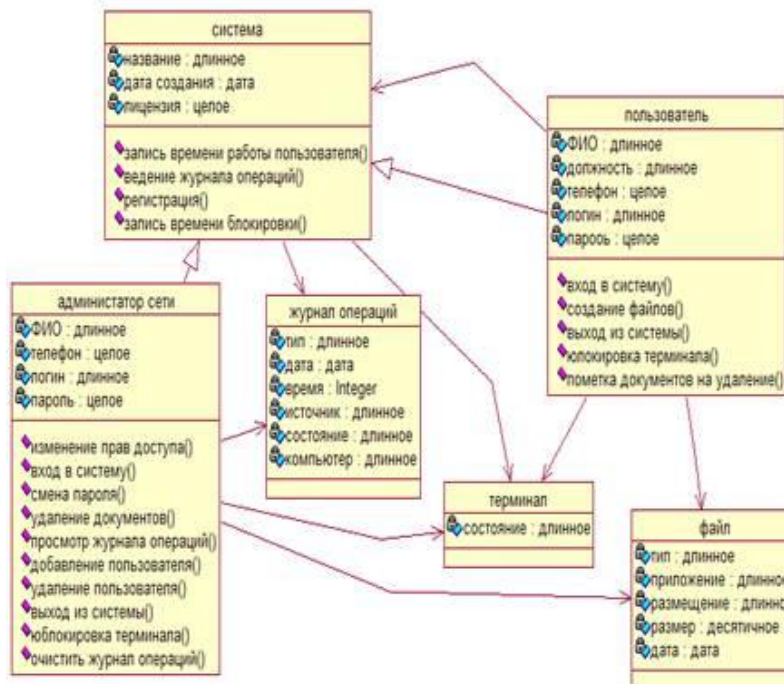 система
название : длинное
дата создания : дата
лицензия : целое
запись времени работы пользователя()
ведение журнала операций()
регистрация()
запись времени блокировки()
пользователь
ФИО : длинное
должность : длинное
телефон : целое
логин : длинное
пароль : целое
вход в систему()
создание файлов()
выход из системы()
юлокировка терминала()
пометка документов на удаление()
администатор сети
ФИО : длинное
телефон : целое
логин : длинное
пароль : целое
изменение прав доступа()
вход в систему()
смена пароля()
удаление документов()
просмотр журнала операций()
добавление пользователя()
удаление пользователя()
выход из системы()
юблокировка терминала()
очистить журнал операций()
журнал операций
тип : длинное
дата : дата
время : Integer
источник : длинное
состояние : длинное
компьютер : длинное
терминал
состояние : длинное
файл
тип : длинное
приложение : длинное
размещение : длинно
размер : десятичное
дата : дата